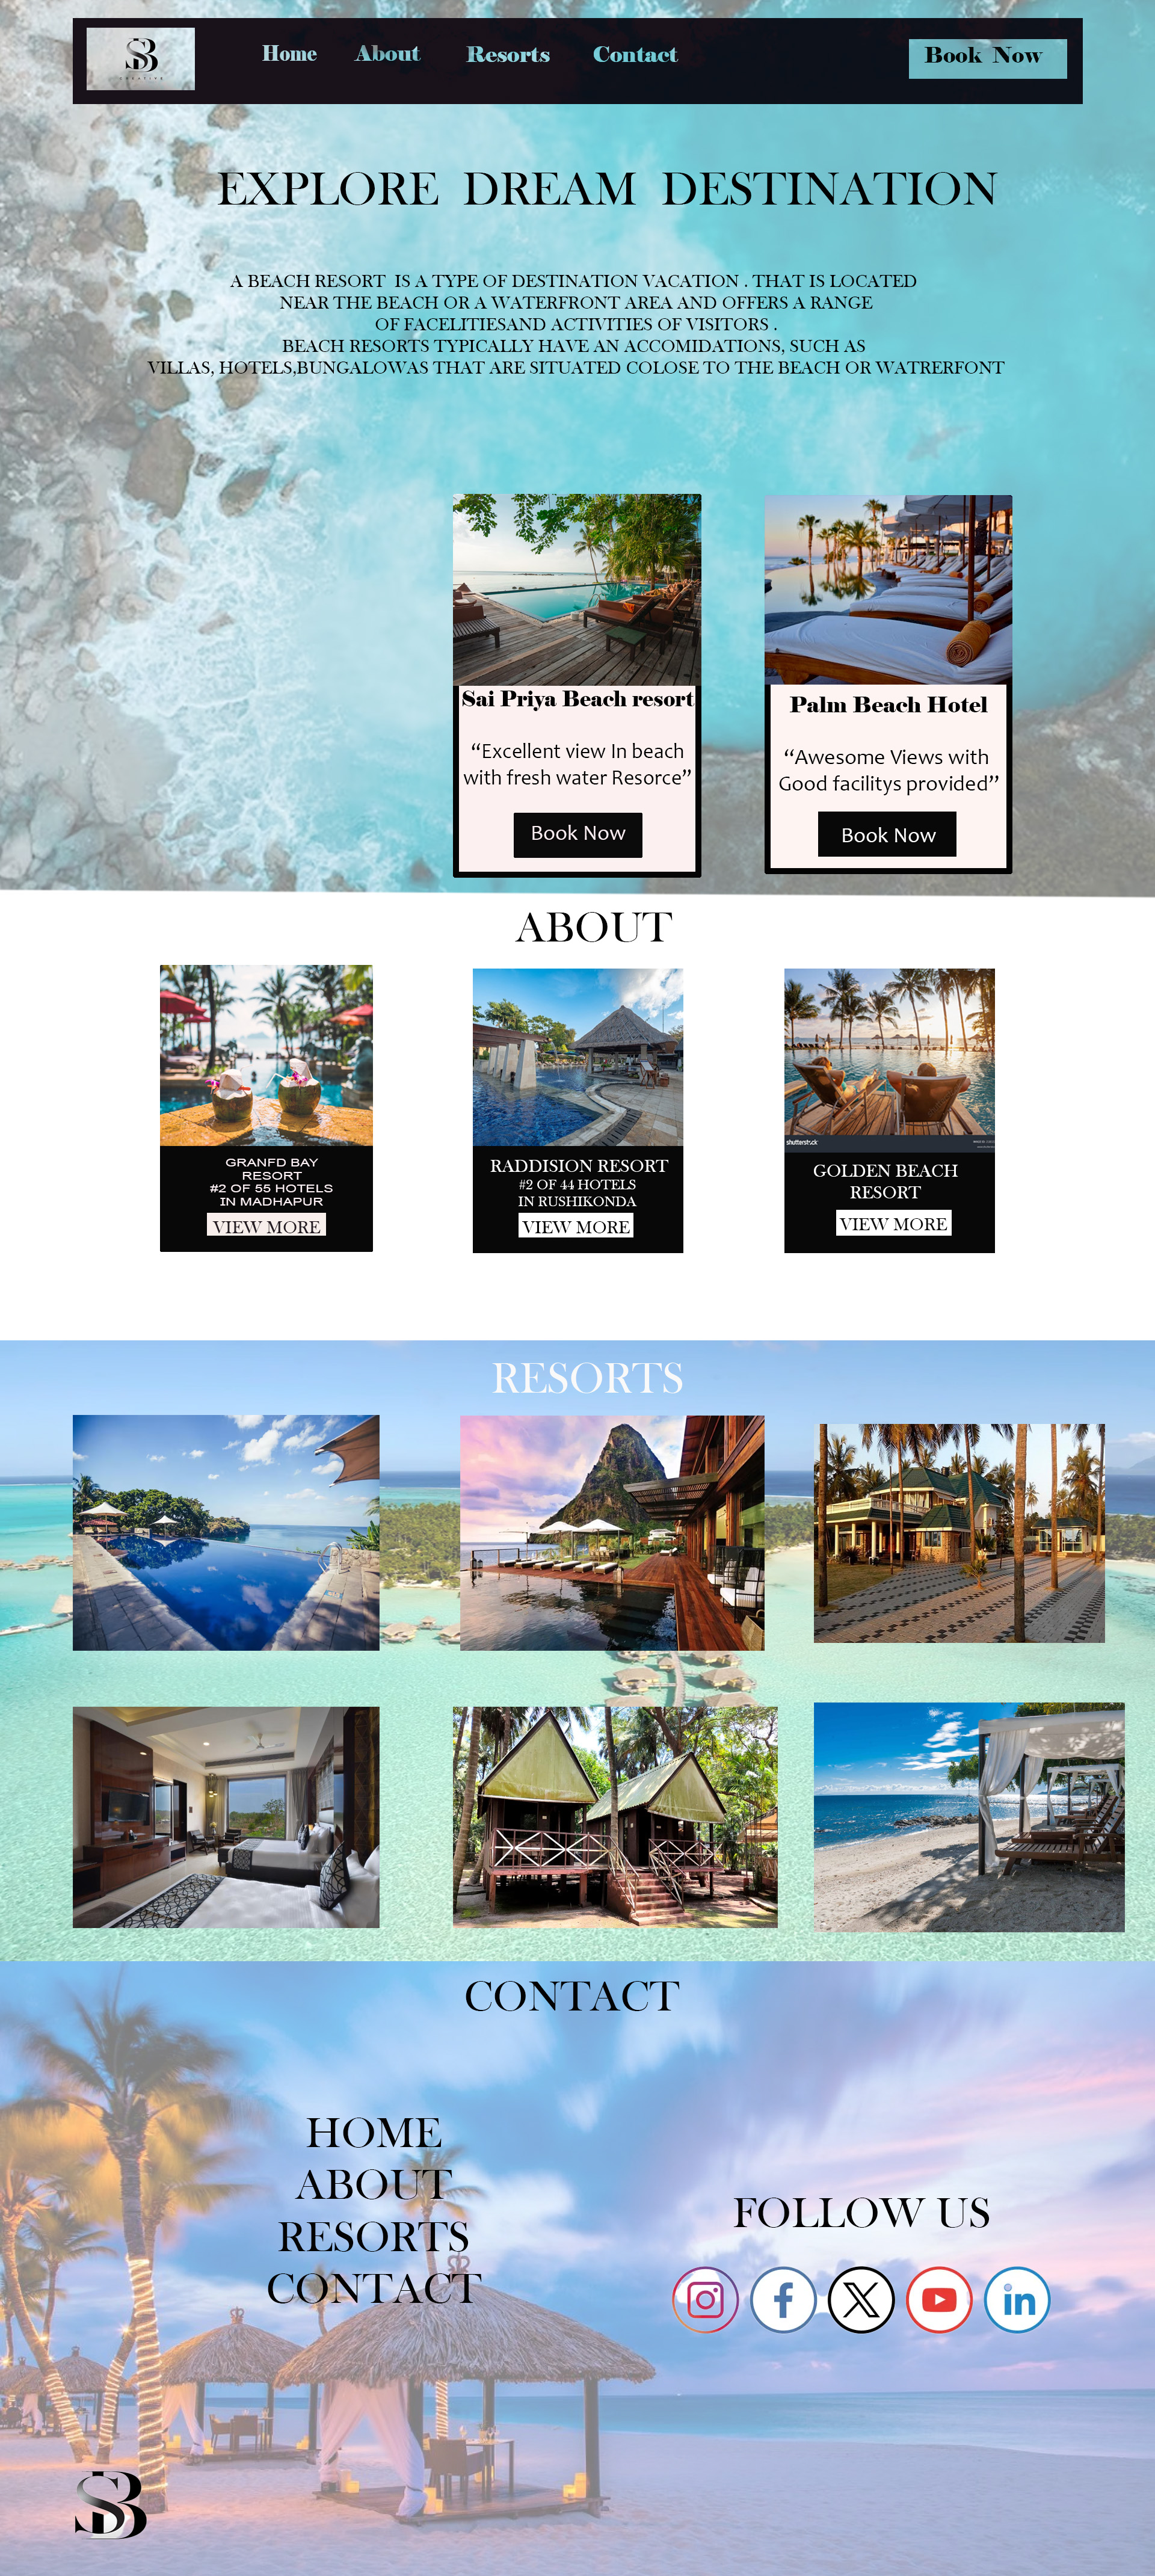 SB
CREATIVE
Home About Resorts Contact Book Now
EXPLORE DREAM DESTINATION
A BEACH RESORT IS A TYPE OF DESTINATION VACATION . THAT IS LOCATED
NEAR THE BEACH OR A WATERFRONT AREA AND OFFERS A RANGE
OF FACELITIESAND ACTIVITIES OF VISITORS .
BEACH RESORTS TYPICALLY HAVE AN ACCOMIDATIONS, SUCH AS
VILLAS, HOTELS,BUNGALOWAS THAT ARE SITUATED COLOSE TO THE BEACH OR WATRERFONT
Sai Priya Beach resort
“Excellent view In beach
with fresh water Resorce”
Book Now
Palm Beach Hotel
“Awesome Views with
Good facilitys provided”
Book Now
ABOUT
GRANFD BAY
RESORT
#2 OF 55 HOTELS
IN MADHAPUR
VIEW MORE
RADDISION RESORT
#2 OF 44 HOTELS
IN RUSHIKONDA
VIEW MORE
shutterstock
GOLDEN BEACH
RESORT
VIEW MORE
RESORTS
CONTACT
HOME
ABOUT
RESORTS
CONTACT
FOLLOW US
in
SB